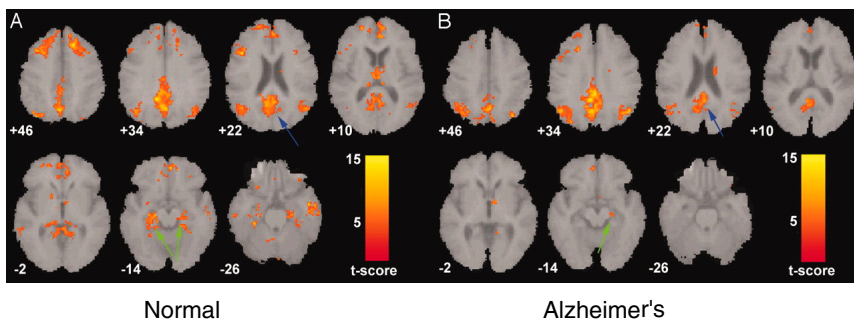 A
B
+46 +34 +22 +10
+46 +34 +22 +10
15
5
t-score
15
5
t-score
-2 -14 -26
-2 -14 -26
Normal
Alzheimer's